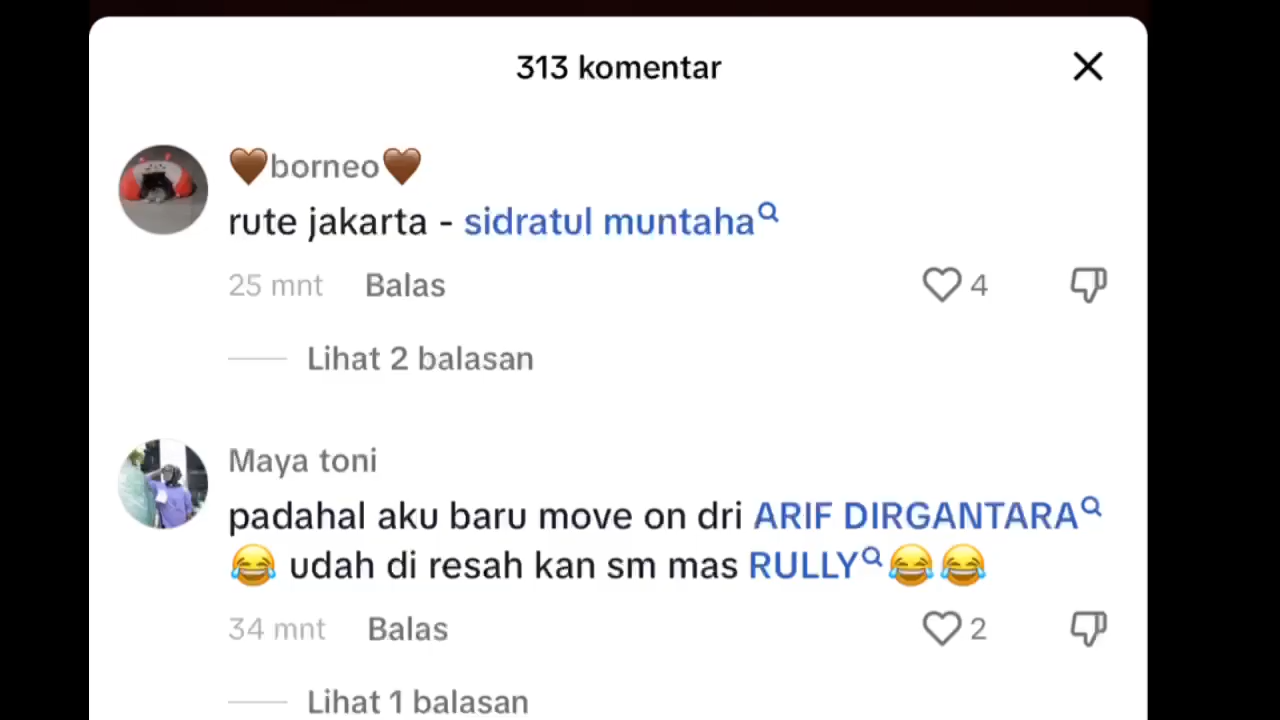 313 komentar
🤎borneo🤎
rute jakarta - sidratul muntaha
25 mnt Balas 4
Lihat 2 balasan
Maya toni
padahal aku baru move on dri ARIF DIRGANTARA
😂 udah di resah kan sm mas RULLY 😂😂
34 mnt Balas 2
Lihat 1 balasan